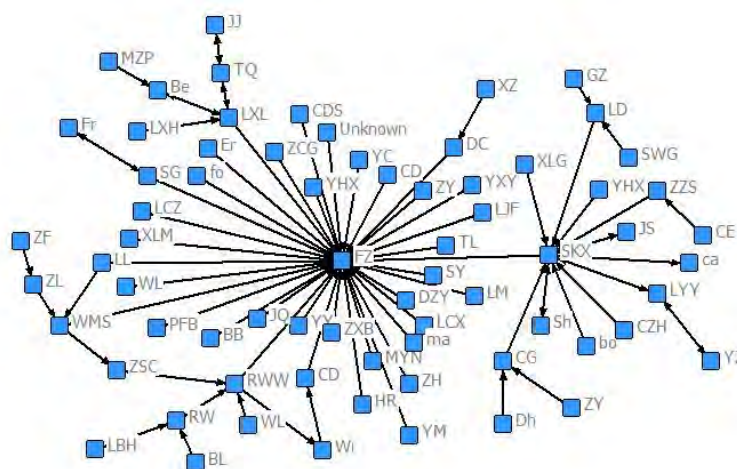 JJ
MZP
TQ
GZ
Be
XZ
LXL
CDS
LD
Fr
LXH
Unknown
Er
ZCG
DC
YC
SWG
XLG
SG
fo
YHX
CD
ZY
YXY
YHX
ZZS
LCZ
LJF
ZF
XLM
TL
JS
CE
LL
FZ
SKX
ca
ZL
WL
SY
LM
LYY
DZY
WMS
PFB
BB
JQ
YY
ZXB
LCX
ma
Sh
bo
CZH
ZSC
RWW
CD
MYN
ZH
CG
HR
RW
WL
Dh
ZY
LBH
BL
Wi
YM